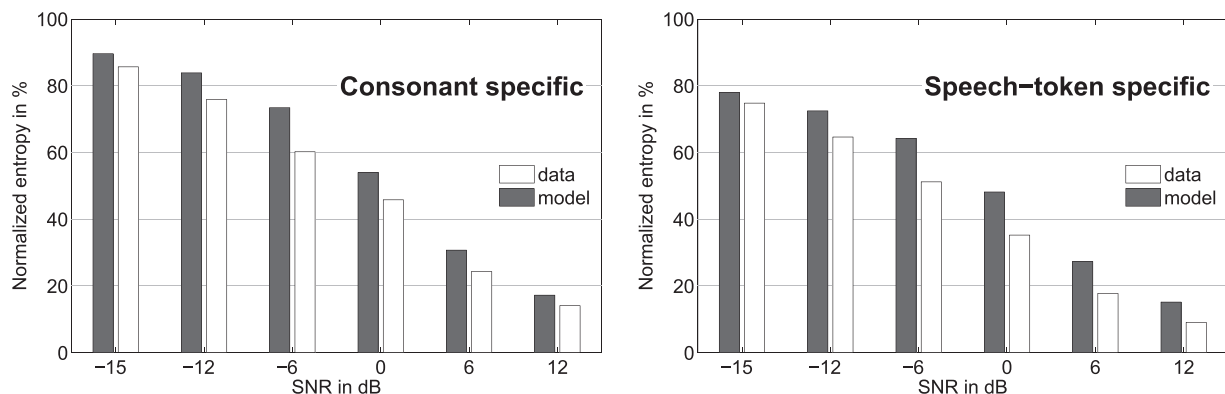 100
80
60
40
20
0
Normalized entropy in %
Consonant specific
data
model
−15 −12 −6 0 6 12
SNR in dB
100
80
60
40
20
0
Normalized entropy in %
Speech−token specific
data
model
−15 −12 −6 0 6 12
SNR in dB